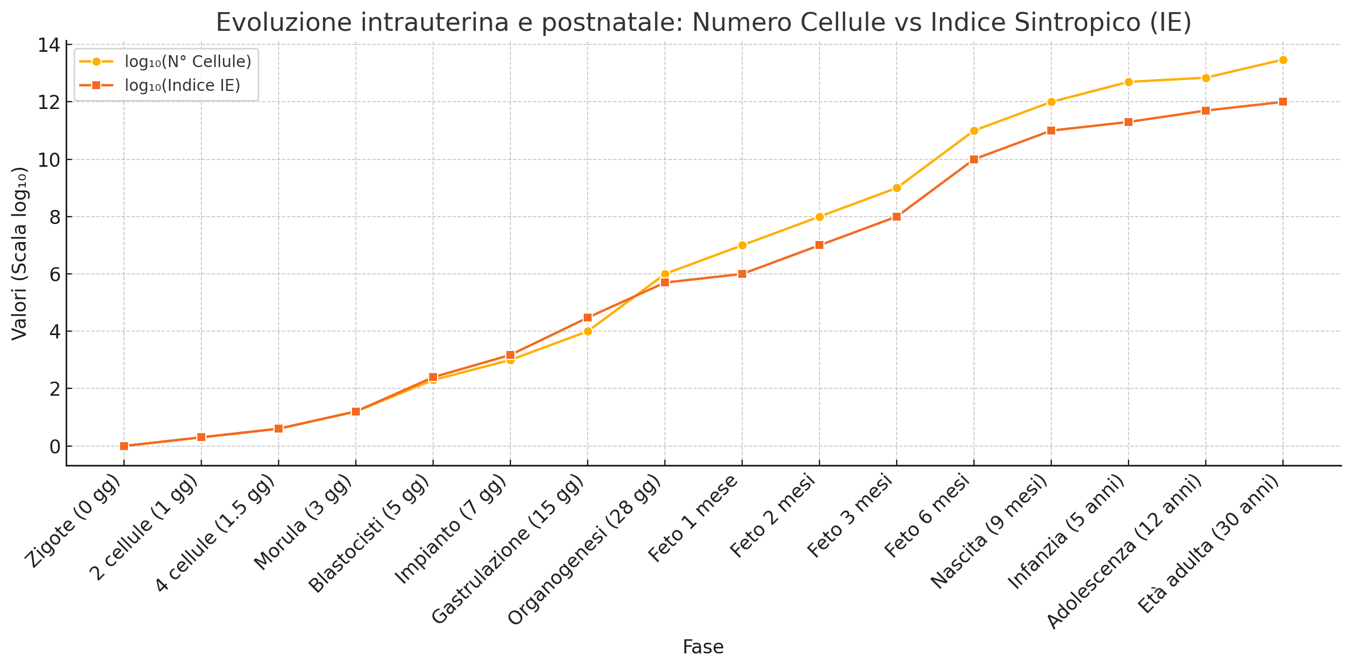 Evoluzione intrauterina e postnatale: Numero Cellule vs Indice Sintropico (IE)
log₁₀(N° Cellule)
log₁₀(Indice IE)
Valori (Scala log₁₀)
14
12
10
8
6
4
2
0
Zigote (0 gg)
2 cellule (1 gg)
4 cellule (1.5 gg)
Morula (3 gg)
Blastocisti (5 gg)
Impianto (7 gg)
Gastrulazione (15 gg)
Organogenesi (28 gg)
Feto 1 mese
Feto 2 mesi
Feto 3 mesi
Feto 6 mesi
Nascita (9 mesi)
Infanzia (5 anni)
Adolescenza (12 anni)
Età adulta (30 anni)
Fase